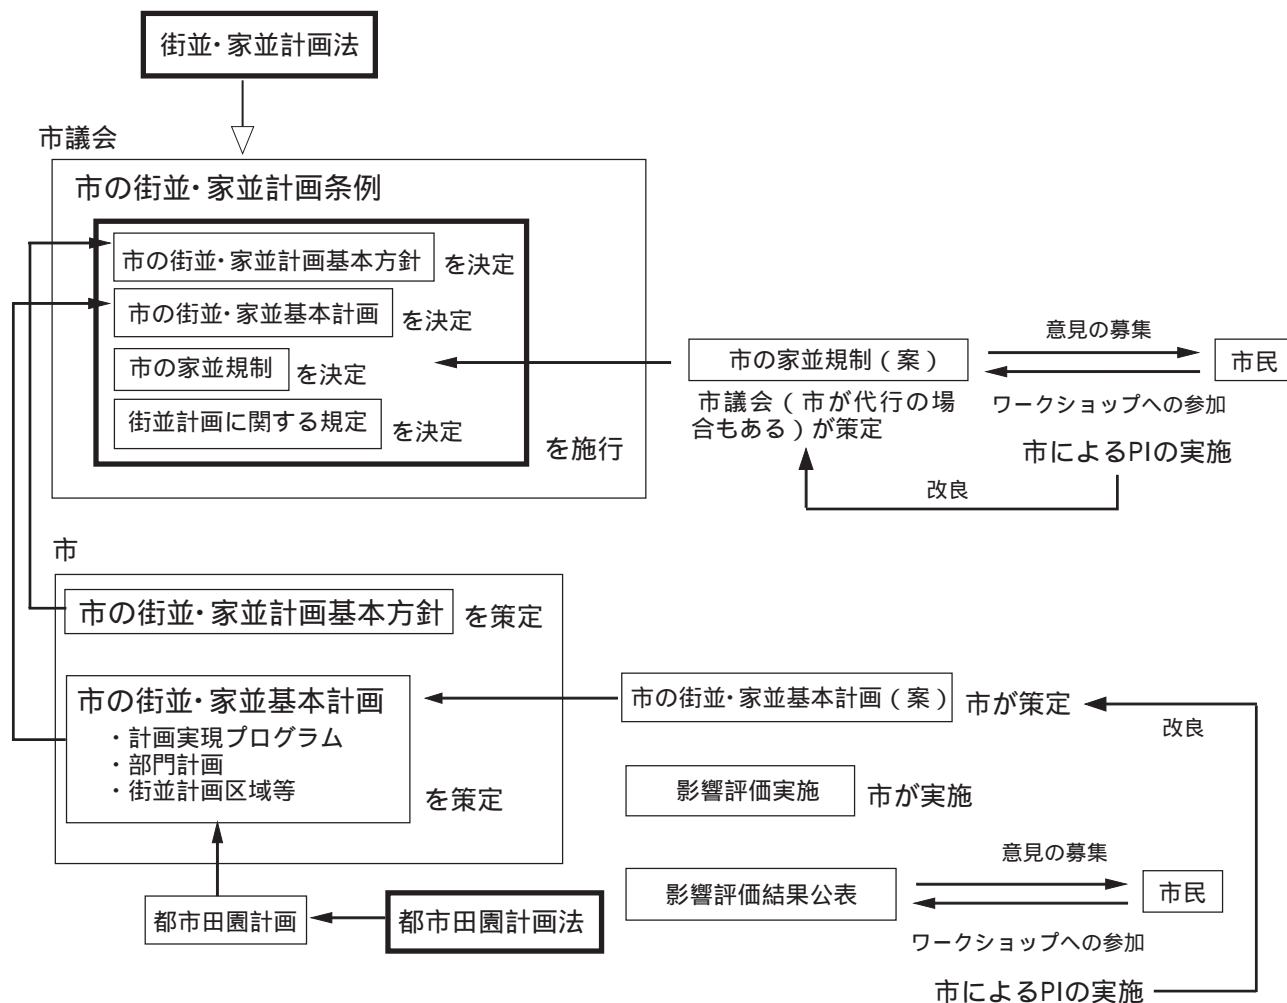 街並・家並計画法
市議会
市の街並・家並計画条例
市の街並・家並計画基本方針 を決定
市の街並・家並基本計画 を決定
市の家並規制 を決定
街並計画に関する規定 を決定
を施行
市の家並規制（案）
市議会（市が代行の場
合もある）が策定
意見の募集
市民
ワークショップへの参加
市によるPIの実施
改良
市
市の街並・家並計画基本方針 を策定
市の街並・家並基本計画
・計画実現プログラム
・部門計画
・街並計画区域等
を策定
市の街並・家並基本計画（案） 市が策定
改良
影響評価実施 市が実施
影響評価結果公表
意見の募集
市民
ワークショップへの参加
市によるPIの実施
都市田園計画
都市田園計画法